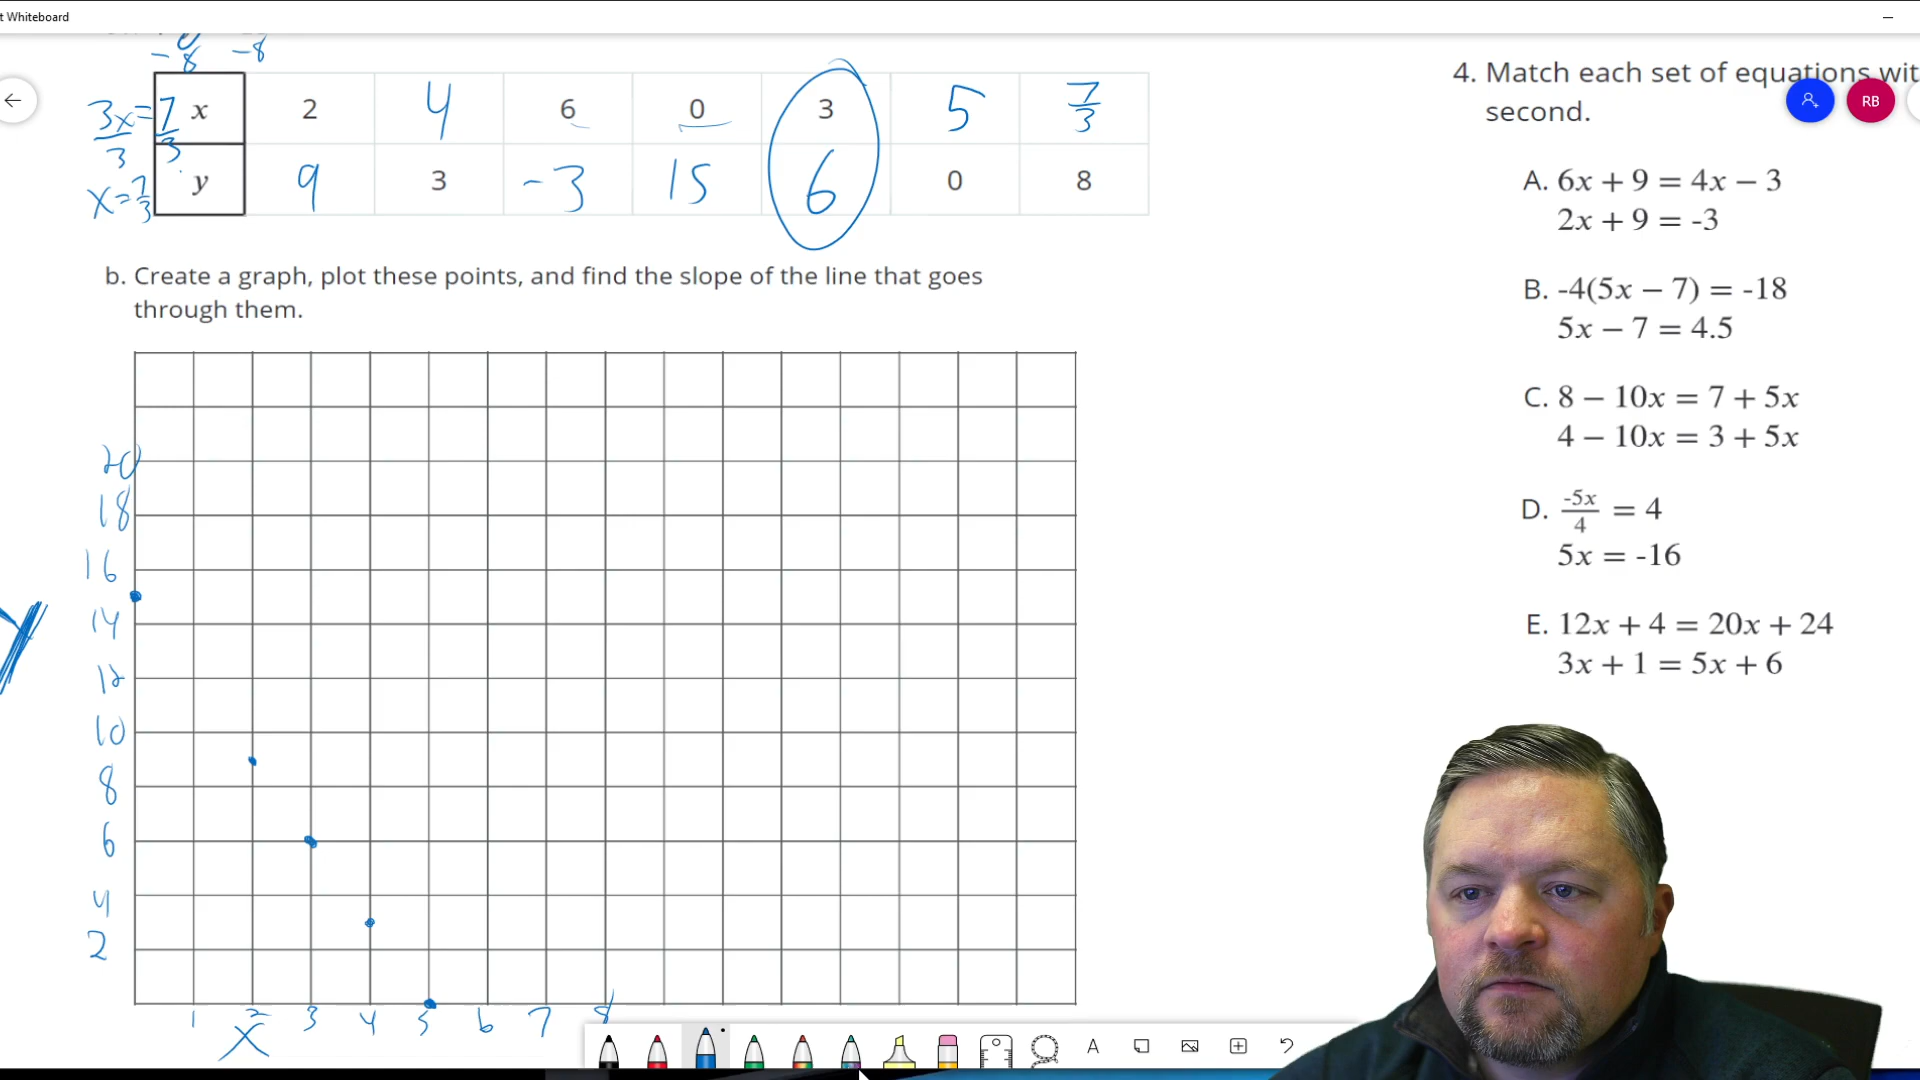 t Whiteboard
-8 -8
3x=7
3 3
x=7/3
x 2 4 6 0 3 5 7/3
y 9 3 -3 15 6 0 8
b. Create a graph, plot these points, and find the slope of the line that goes
through them.
20
18
16
14
12
10
8
6
4
2
y
1 2 3 4 5 6 7 8
X
4. Match each set of equations wit
second.
RB
A. 6x + 9 = 4x − 3
2x + 9 = -3
B. -4(5x − 7) = -18
5x − 7 = 4.5
C. 8 − 10x = 7 + 5x
4 − 10x = 3 + 5x
D. -5x/4 = 4
5x = -16
E. 12x + 4 = 20x + 24
3x + 1 = 5x + 6
A